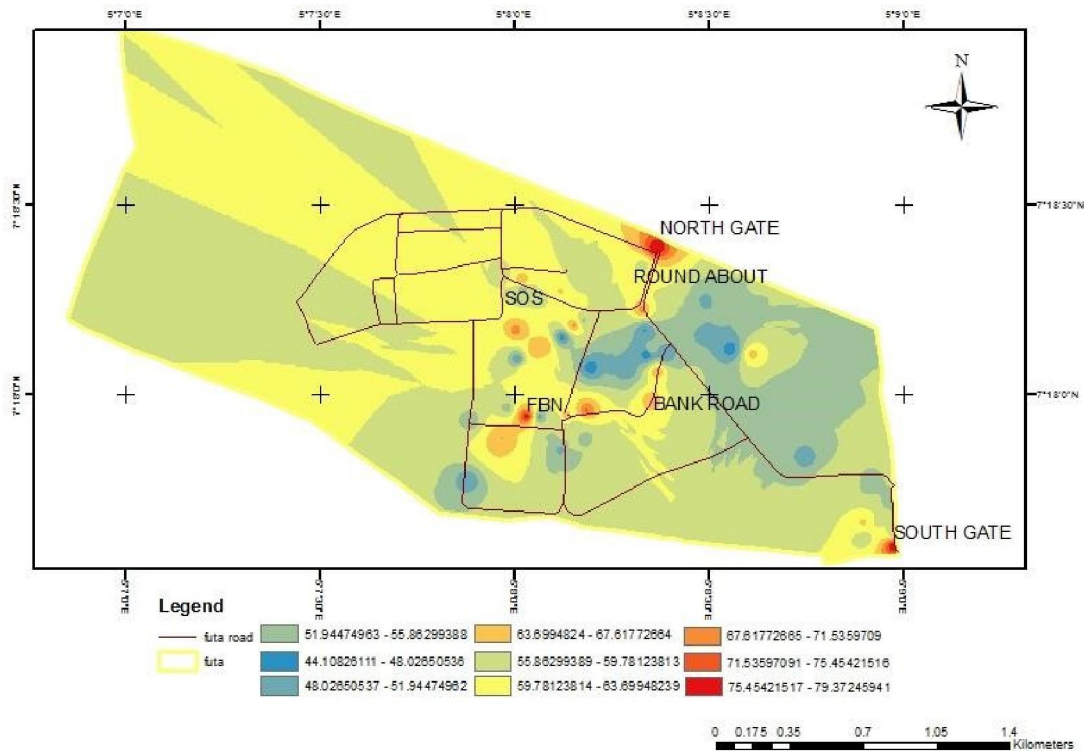 5°7'0"E 5°7'30"E 5°8'0"E 5°8'30"E 5°9'0"E
N
7°18'30"N 7°18'30"N
NORTH GATE
ROUND ABOUT
SOS
7°18'0"N 7°18'0"N
FBN BANK ROAD
SOUTH GATE
5°7'0"E 5°7'30"E 5°8'0"E 5°8'30"E 5°9'0"E
Legend
futa road 51.94474963 - 55.86299388 63.6994824 - 67.61772664 67.61772665 - 71.5359709
futa 44.10826111 - 48.02650536 55.86299389 - 59.78123813 71.53597091 - 75.45421516
48.02650537 - 51.94474962 59.78123814 - 63.69948239 75.45421517 - 79.37245941
0 0.175 0.35 0.7 1.05 1.4
Kilometers